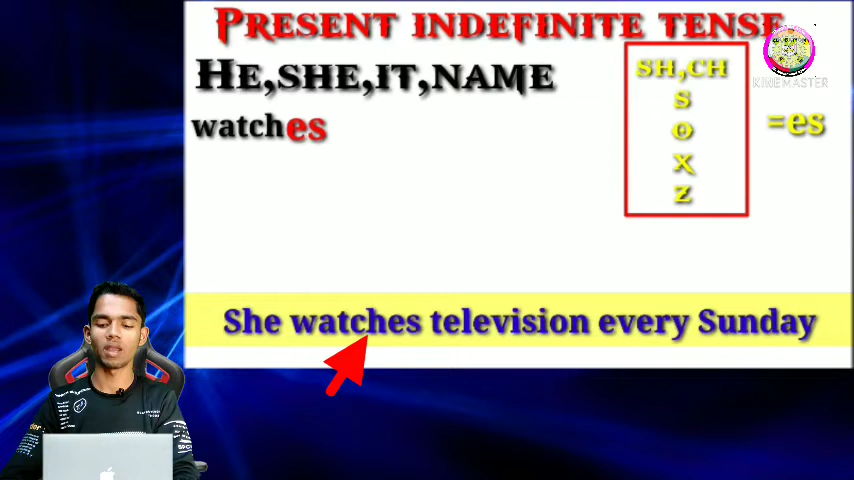 PRESENT INDEFINITE TENSE
HE,SHE,IT,NAME
watches
SH,CH
S
O
X
Z
=es
KINEMASTER
She watches television every Sunday